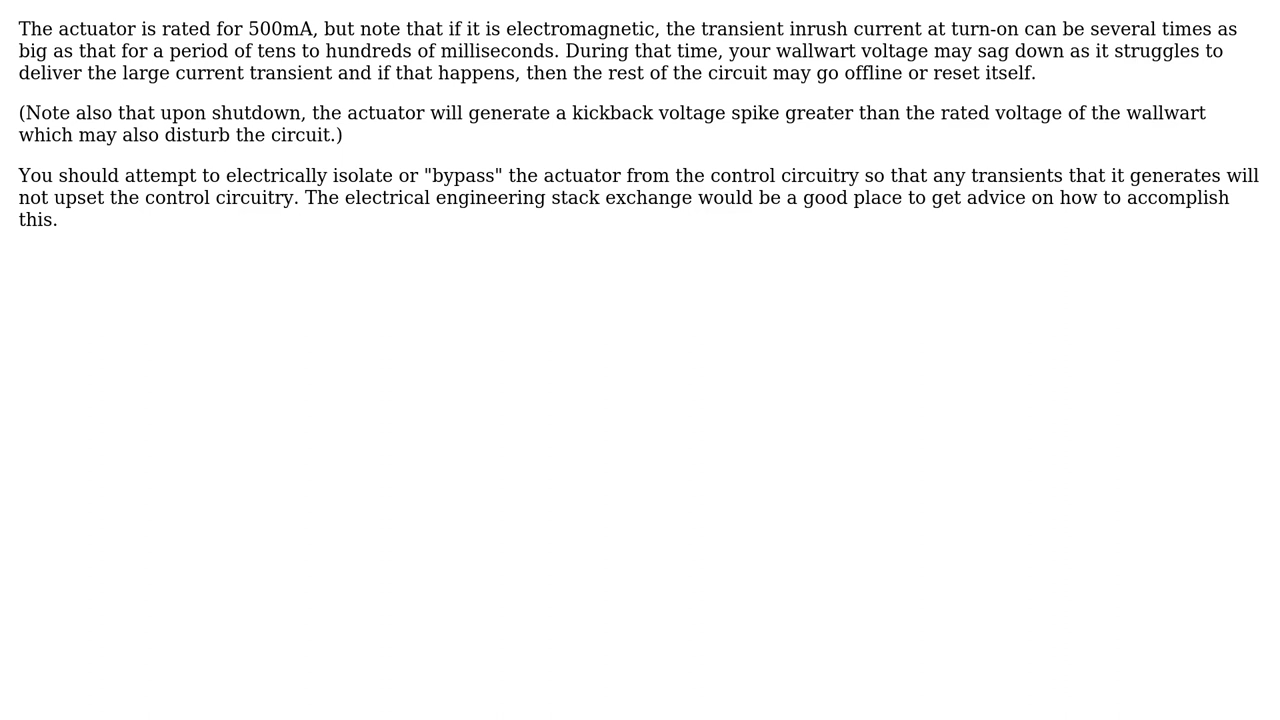 The actuator is rated for 500mA, but note that if it is electromagnetic, the transient inrush current at turn-on can be several times as
big as that for a period of tens to hundreds of milliseconds. During that time, your wallwart voltage may sag down as it struggles to
deliver the large current transient and if that happens, then the rest of the circuit may go offline or reset itself.
(Note also that upon shutdown, the actuator will generate a kickback voltage spike greater than the rated voltage of the wallwart
which may also disturb the circuit.)
You should attempt to electrically isolate or "bypass" the actuator from the control circuitry so that any transients that it generates will
not upset the control circuitry. The electrical engineering stack exchange would be a good place to get advice on how to accomplish
this.